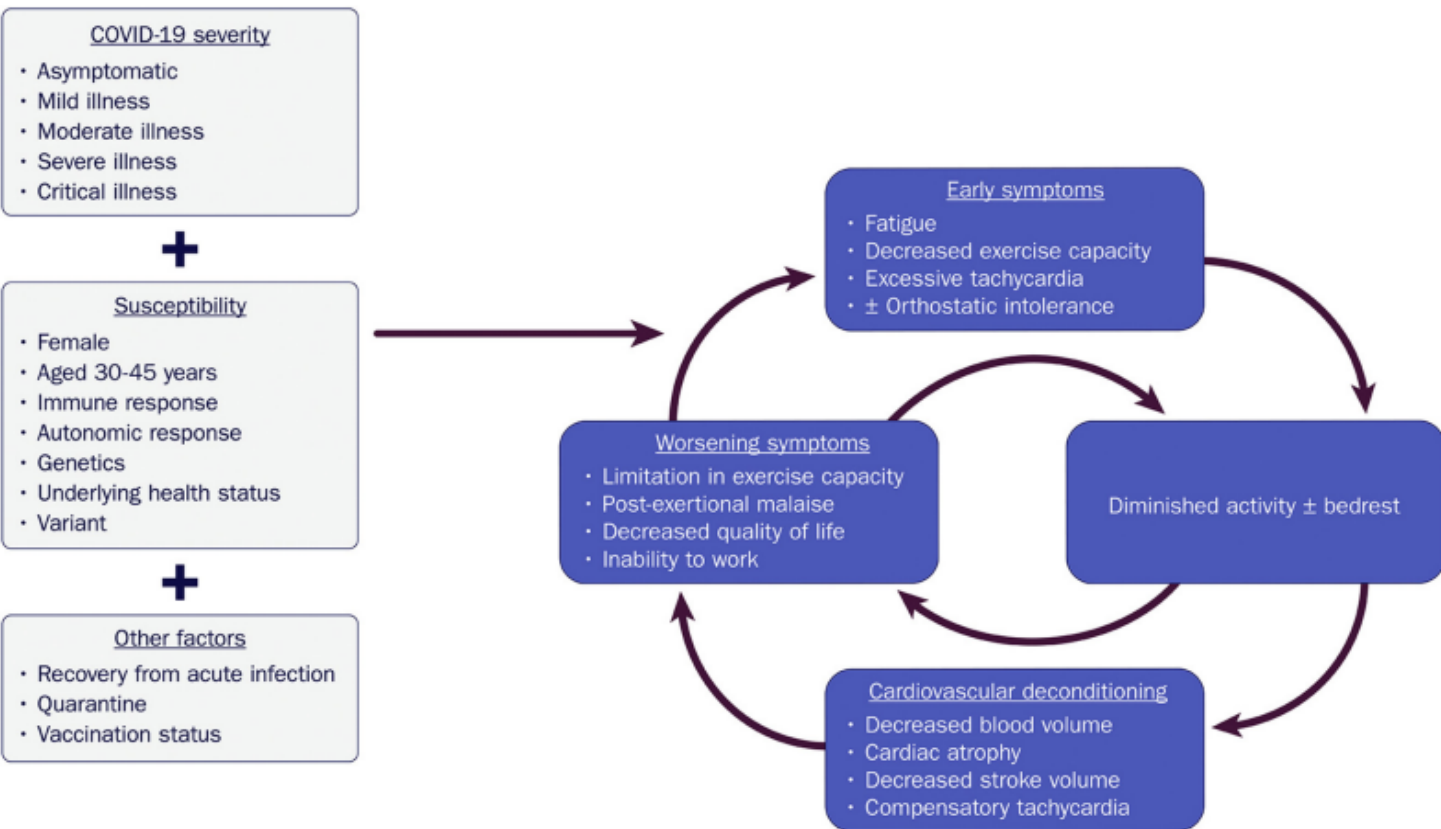 COVID-19 severity
• Asymptomatic
• Mild illness
• Moderate illness
• Severe illness
• Critical illness
+
Susceptibility
• Female
• Aged 30-45 years
• Immune response
• Autonomic response
• Genetics
• Underlying health status
• Variant
+
Other factors
• Recovery from acute infection
• Quarantine
• Vaccination status
Early symptoms
• Fatigue
• Decreased exercise capacity
• Excessive tachycardia
• ± Orthostatic intolerance
Worsening symptoms
• Limitation in exercise capacity
• Post-exertional malaise
• Decreased quality of life
• Inability to work
Diminished activity ± bedrest
Cardiovascular deconditioning
• Decreased blood volume
• Cardiac atrophy
• Decreased stroke volume
• Compensatory tachycardia